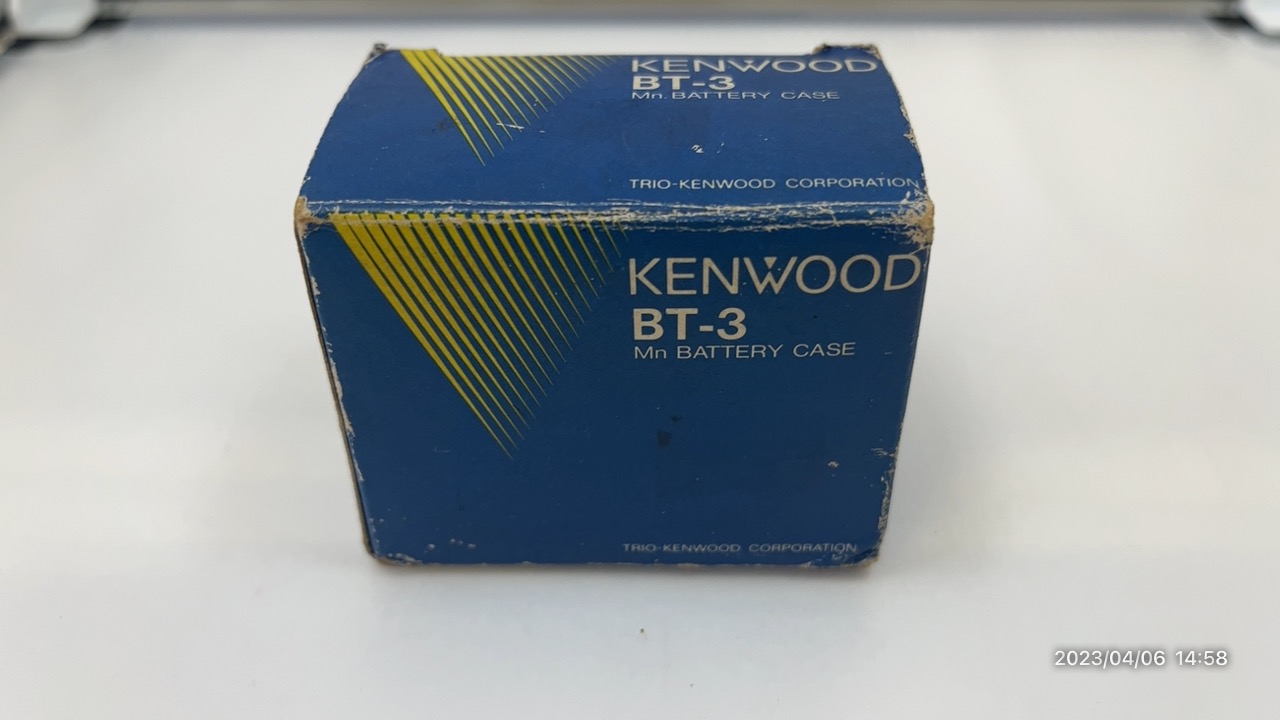 KENWOOD
BT-3
Mn. BATTERY CASE
TRIO-KENWOOD CORPORATION
KENWOOD
BT-3
Mn BATTERY CASE
TRIO-KENWOOD CORPORATION
2023/04/06 14:58